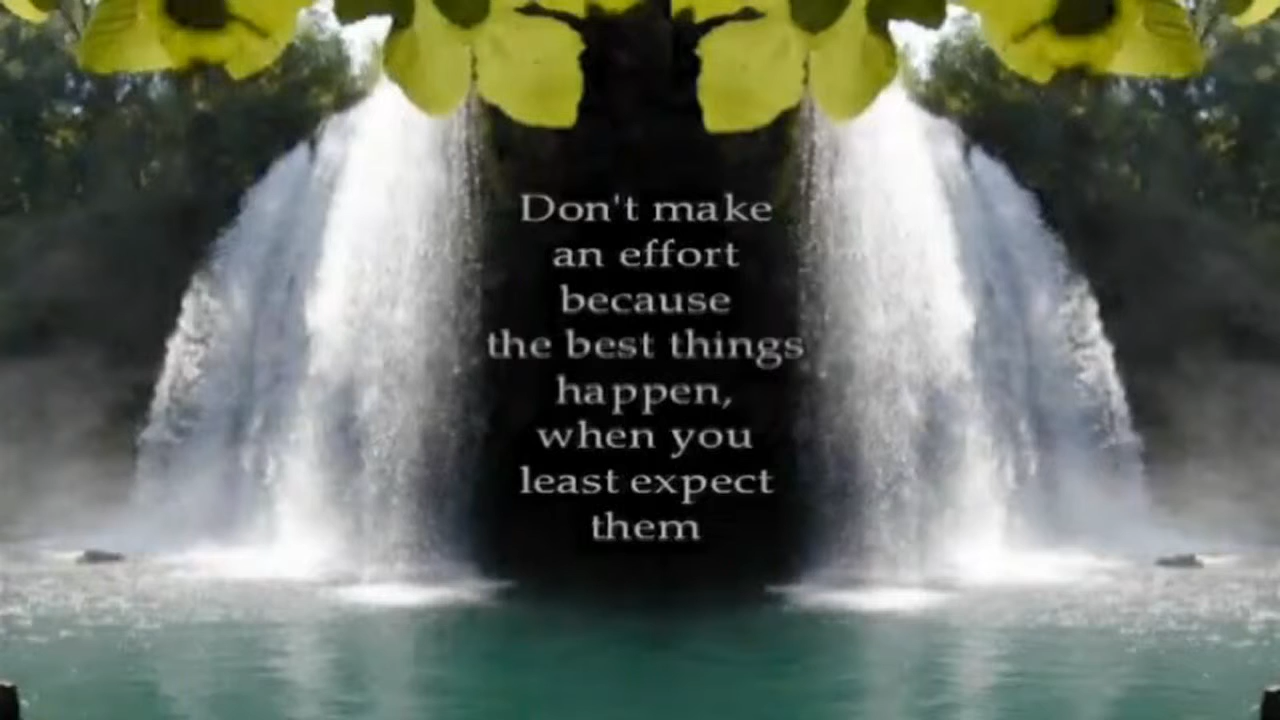 Don't make
an effort
because
the best things
happen,
when you
least expect
them